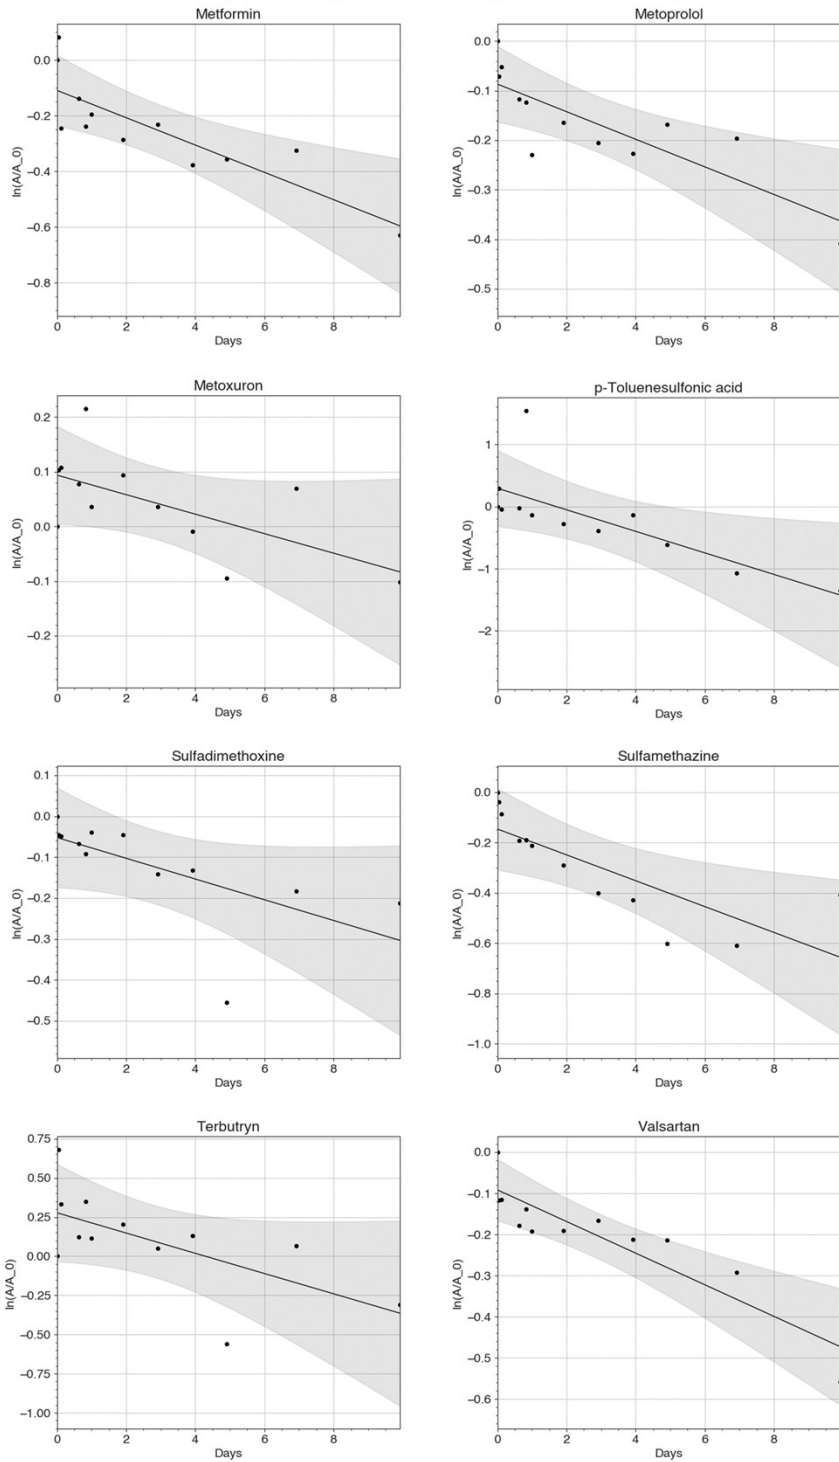 Metformin
0.0
−0.2
−0.4
−0.6
−0.8
ln(A/A_0)
0 2 4 6 8
Days
Metoprolol
0.0
−0.1
−0.2
−0.3
−0.4
−0.5
ln(A/A_0)
0 2 4 6 8
Days
Metoxuron
0.2
0.1
0.0
−0.1
−0.2
ln(A/A_0)
0 2 4 6 8
Days
p-Toluenesulfonic acid
1
0
−1
−2
ln(A/A_0)
0 2 4 6 8
Days
Sulfadimethoxine
0.1
0.0
−0.1
−0.2
−0.3
−0.4
−0.5
ln(A/A_0)
0 2 4 6 8
Days
Sulfamethazine
0.0
−0.2
−0.4
−0.6
−0.8
−1.0
ln(A/A_0)
0 2 4 6 8
Days
Terbutryn
0.75
0.50
0.25
0.00
−0.25
−0.50
−0.75
−1.00
ln(A/A_0)
0 2 4 6 8
Days
Valsartan
0.0
−0.1
−0.2
−0.3
−0.4
−0.5
−0.6
ln(A/A_0)
0 2 4 6 8
Days